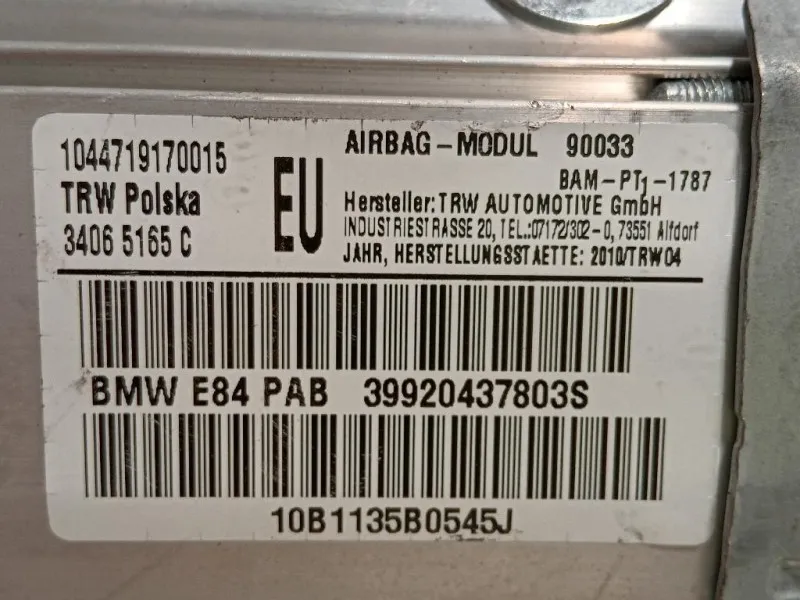 1044719170015
TRW Polska
3406 5165 C
EU
AIRBAG-MODUL 90033
BAM-PT1-1787
Hersteller: TRW AUTOMOTIVE GmbH
INDUSTRIESTRASSE 20, TEL.:07172/302-0, 73551 Alfdorf
JAHR, HERSTELLUNGSSTAETTE: 2010/TRW04
BMW E84 PAB 39920437803S
10B1135B0545J